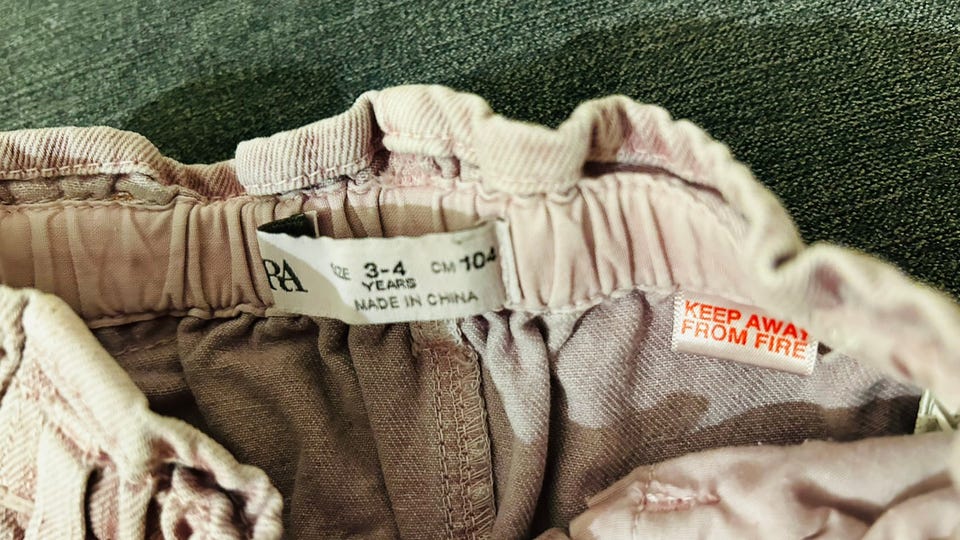 RA
SIZE 3-4 CM 104
YEARS
MADE IN CHINA
KEEP AWAY
FROM FIRE